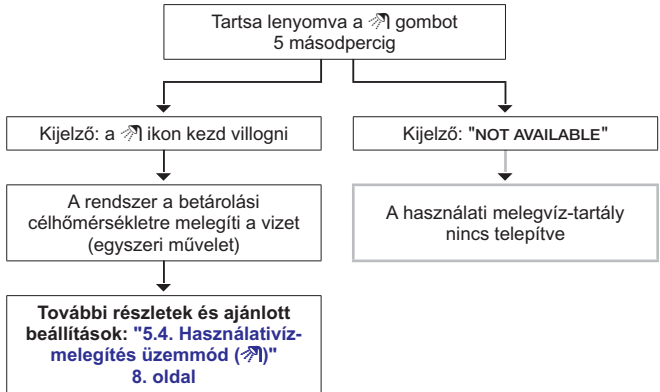 Tartsa lenyomva a gombot
5 másodpercig
Kijelző: a ikon kezd villogni
Kijelző: "NOT AVAILABLE"
A rendszer a betárolási
célhőmérsékletre melegíti a vizet
(egyszeri művelet)
A használati melegvíz-tartály
nincs telepítve
További részletek és ajánlott
beállítások: "5.4. Használativíz-
melegítés üzemmód ()"
8. oldal